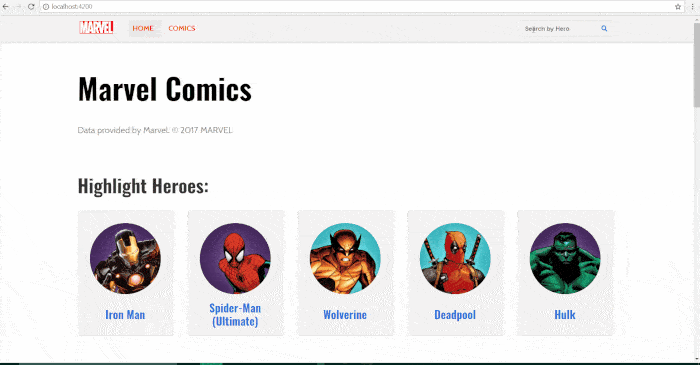 localhost:4200
MARVEL HOME COMICS Search by Hero
Marvel Comics
Data provided by Marvel. © 2017 MARVEL
Highlight Heroes:
Iron Man
Spider-Man
(Ultimate)
Wolverine
Deadpool
Hulk